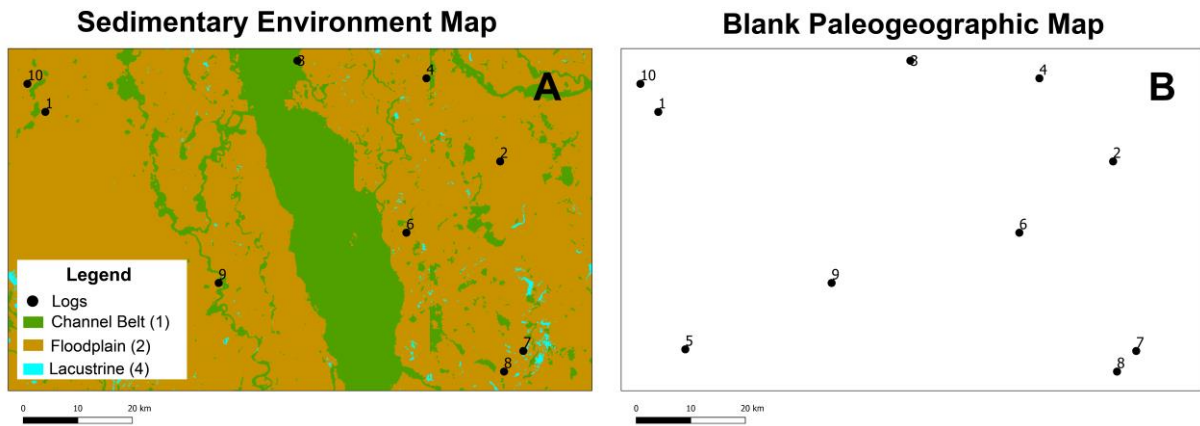 Sedimentary Environment Map
A
3
4
10
1
2
6
9
7
8
Legend
Logs
Channel Belt (1)
Floodplain (2)
Lacustrine (4)
0 10 20 km
Blank Paleogeographic Map
B
3
4
10
1
2
6
9
5
7
8
0 10 20 km